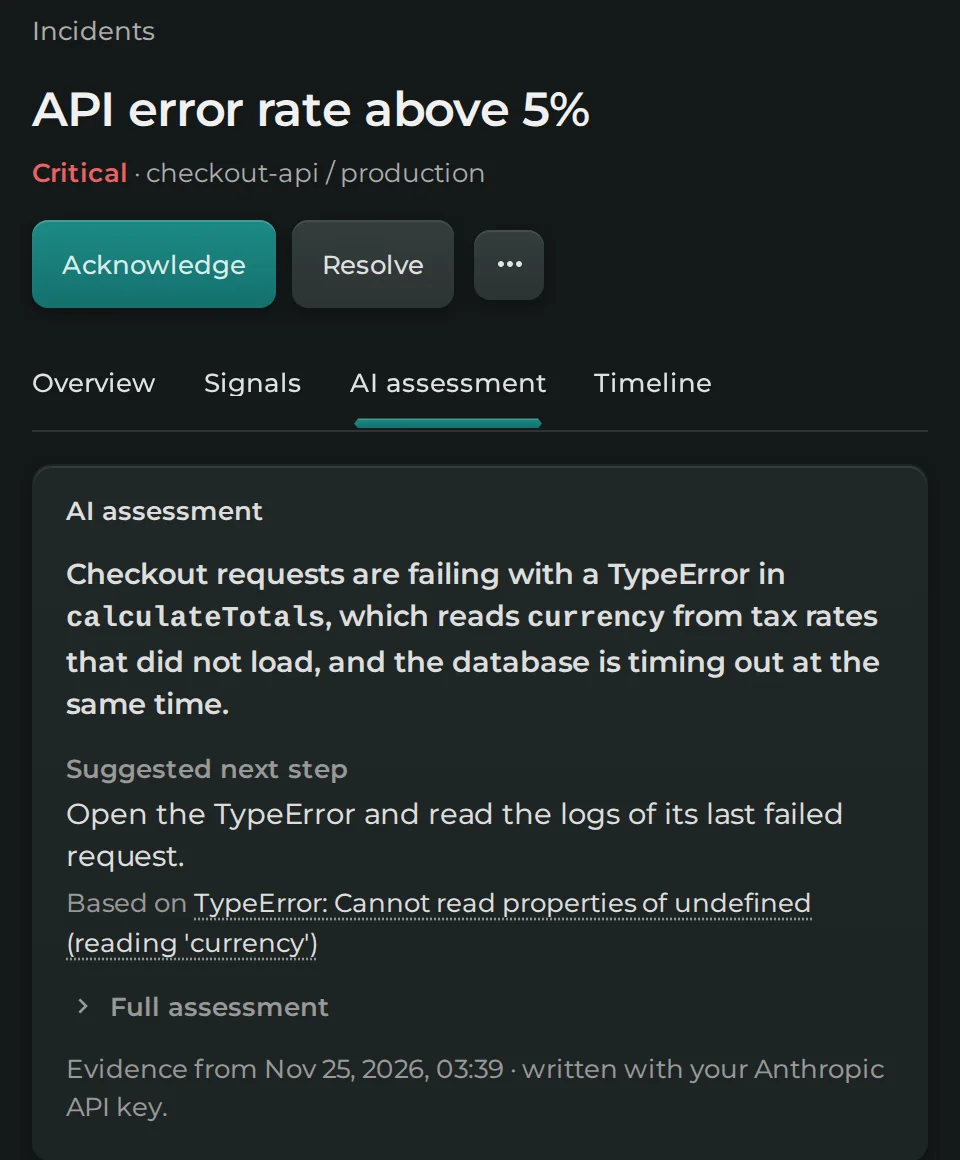 Incidents
API error rate above 5%
Critical · checkout-api / production
Acknowledge
Resolve
•••
Overview
Signals
AI assessment
Timeline
AI assessment
Checkout requests are failing with a TypeError in
calculateTotals, which reads currency from tax rates
that did not load, and the database is timing out at the
same time.
Suggested next step
Open the TypeError and read the logs of its last failed
request.
Based on TypeError: Cannot read properties of undefined
(reading 'currency')
Full assessment
Evidence from Nov 25, 2026, 03:39 · written with your Anthropic
API key.